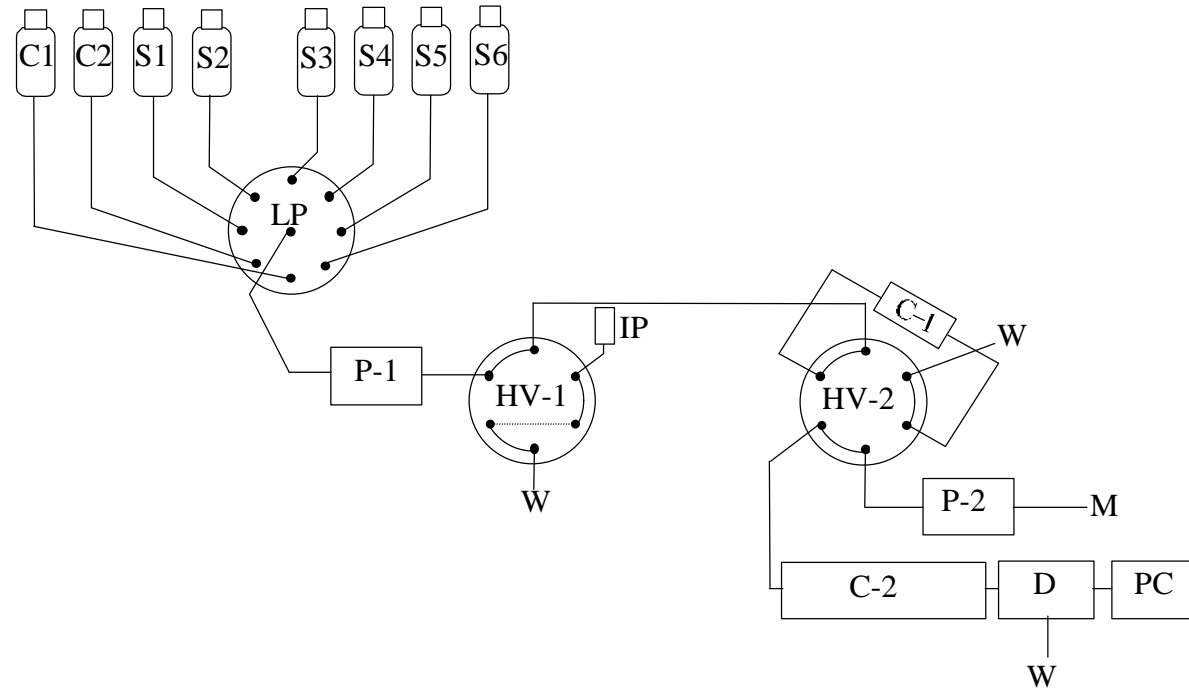 C1 C2 S1 S2 S3 S4 S5 S6
LP
IP
C-1
W
P-1
HV-1
HV-2
W
P-2
M
C-2
D
PC
W